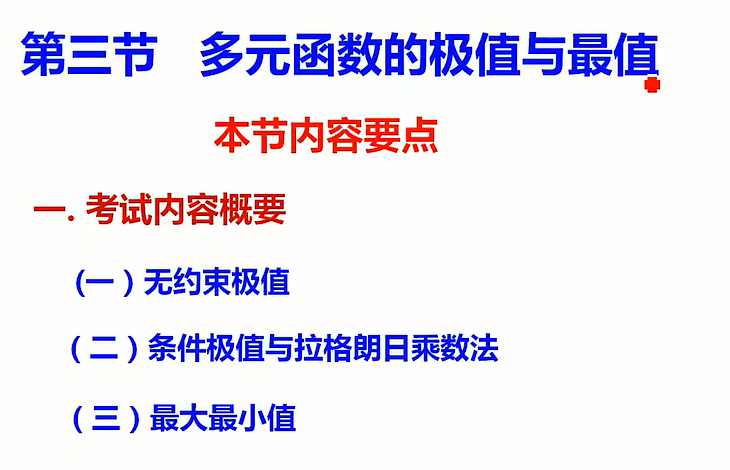 第三节 多元函数的极值与最值
本节内容要点
一. 考试内容概要
(一）无约束极值
（二）条件极值与拉格朗日乘数法
（三）最大最小值